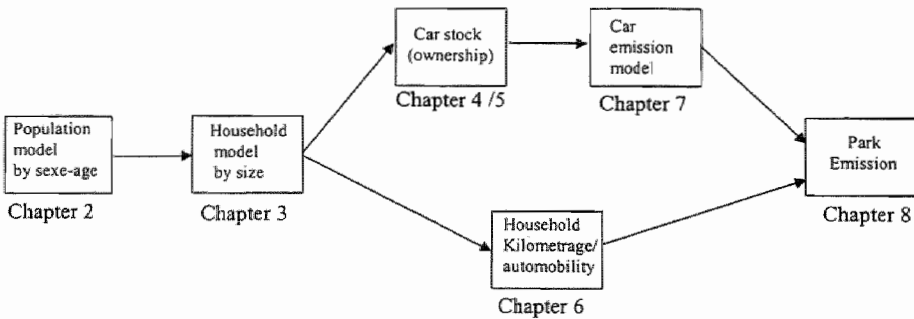 Population
model
by sexe-age
Chapter 2
Household
model
by size
Chapter 3
Car stock
(ownership)
Chapter 4 /5
Car
emission
model
Chapter 7
Household
Kilometrage/
automobility
Chapter 6
Park
Emission
Chapter 8